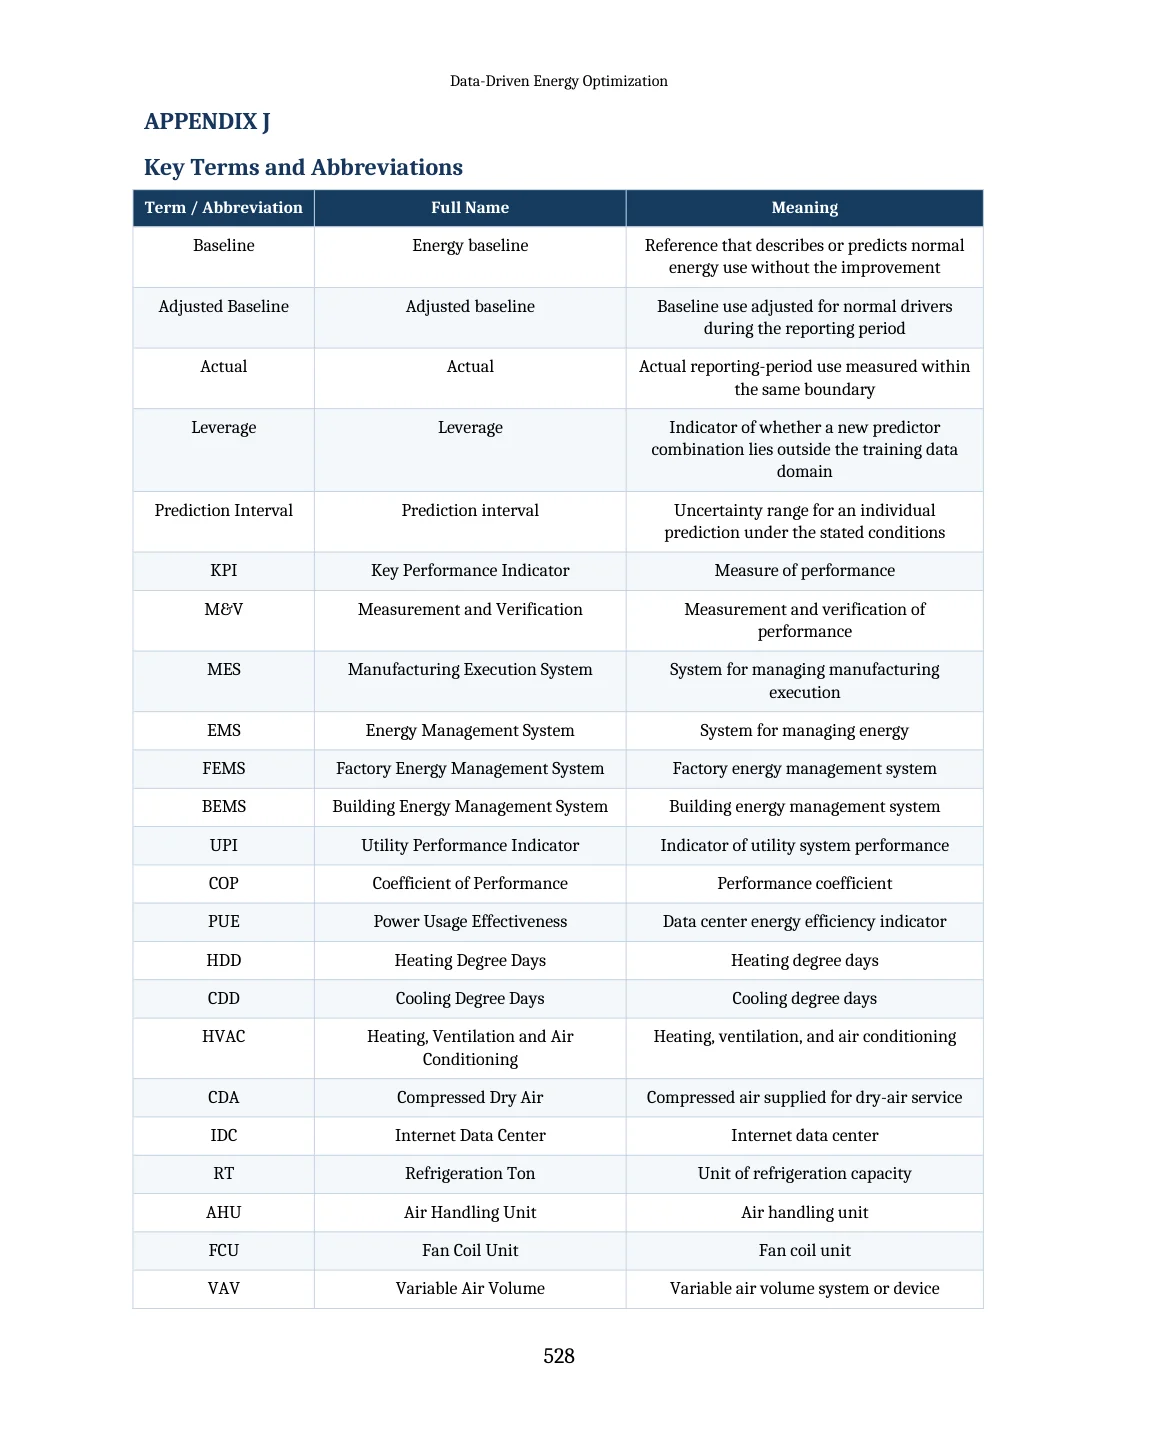 Data-Driven Energy Optimization
APPENDIX J
Key Terms and Abbreviations
Term / Abbreviation Full Name Meaning
Baseline Energy baseline Reference that describes or predicts normal
energy use without the improvement
Adjusted Baseline Adjusted baseline Baseline use adjusted for normal drivers
during the reporting period
Actual Actual Actual reporting-period use measured within
the same boundary
Leverage Leverage Indicator of whether a new predictor
combination lies outside the training data
domain
Prediction Interval Prediction interval Uncertainty range for an individual
prediction under the stated conditions
KPI Key Performance Indicator Measure of performance
M&V Measurement and Verification Measurement and verification of
performance
MES Manufacturing Execution System System for managing manufacturing
execution
EMS Energy Management System System for managing energy
FEMS Factory Energy Management System Factory energy management system
BEMS Building Energy Management System Building energy management system
UPI Utility Performance Indicator Indicator of utility system performance
COP Coefficient of Performance Performance coefficient
PUE Power Usage Effectiveness Data center energy efficiency indicator
HDD Heating Degree Days Heating degree days
CDD Cooling Degree Days Cooling degree days
HVAC Heating, Ventilation and Air Heating, ventilation, and air conditioning
Conditioning
CDA Compressed Dry Air Compressed air supplied for dry-air service
IDC Internet Data Center Internet data center
RT Refrigeration Ton Unit of refrigeration capacity
AHU Air Handling Unit Air handling unit
FCU Fan Coil Unit Fan coil unit
VAV Variable Air Volume Variable air volume system or device
528